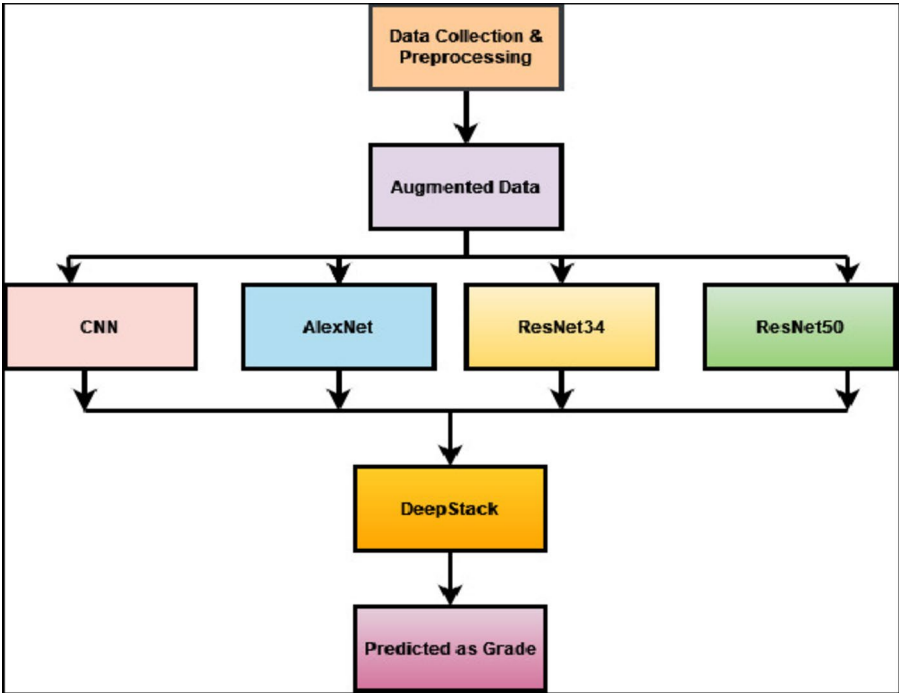 Data Collection &
Preprocessing
Augmented Data
CNN
AlexNet
ResNet34
ResNet50
DeepStack
Predicted as Grade